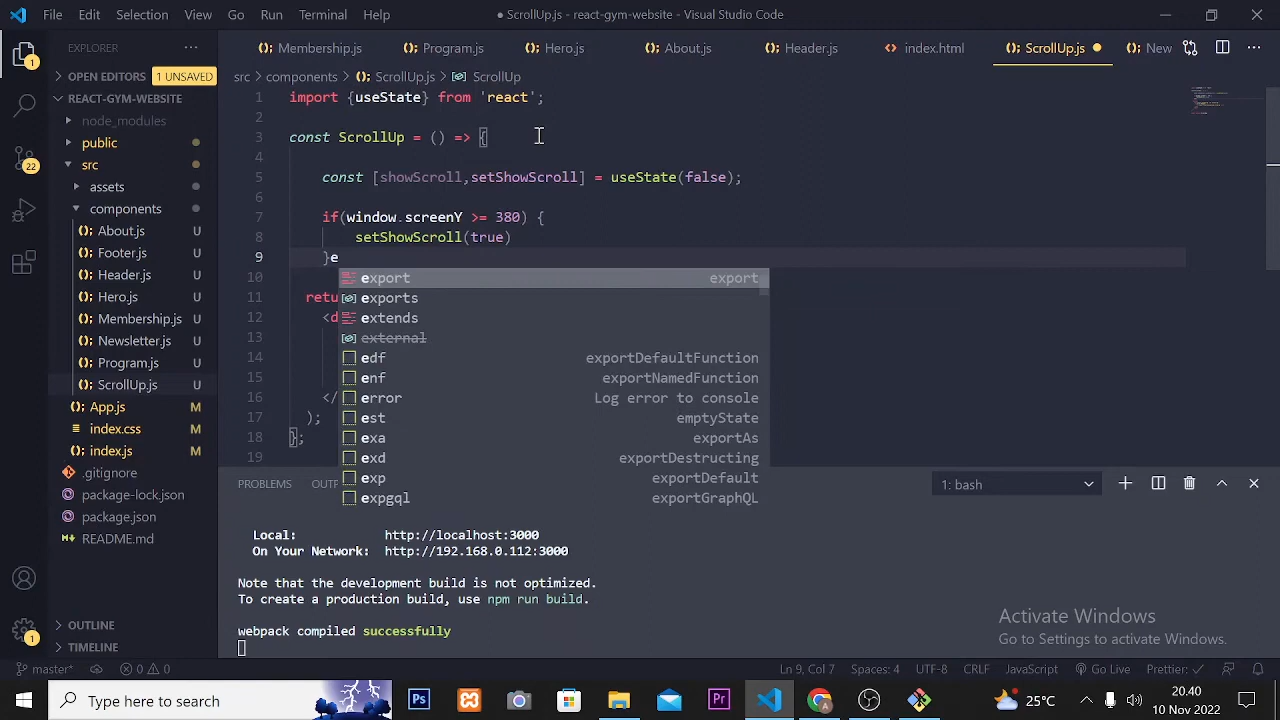 File Edit Selection View Go Run Terminal Help
● ScrollUp.js - react-gym-website - Visual Studio Code
EXPLORER ···
Membership.js Program.js Hero.js About.js Header.js index.html ScrollUp.js New
OPEN EDITORS 1 UNSAVED
REACT-GYM-WEBSITE
node_modules
public
src
assets
components
About.js U
Footer.js U
Header.js U
Hero.js U
Membership.js U
Newsletter.js U
Program.js U
ScrollUp.js U
App.js M
index.css M
index.js M
.gitignore
package-lock.json
package.json
README.md
OUTLINE
TIMELINE
1
22
1
src > components > ScrollUp.js > ScrollUp
1 import {useState} from 'react';
2
3 const ScrollUp = () => {
4
5 const [showScroll,setShowScroll] = useState(false);
6
7 if(window.screenY >= 380) {
8 setShowScroll(true)
9 }e
10
11 retu
12 <d
13
14
15
16 </
17 );
18 };
19
export export
exports
extends
external
edf exportDefaultFunction
enf exportNamedFunction
error Log error to console
est emptyState
exa exportAs
exd exportDestructing
exp exportDefault
expgql exportGraphQL
PROBLEMS OUTP
1: bash
Local: http://localhost:3000
On Your Network: http://192.168.0.112:3000
Note that the development build is not optimized.
To create a production build, use npm run build.
webpack compiled successfully
Activate Windows
Go to Settings to activate Windows.
master* 0 0 Ln 9, Col 7 Spaces: 4 UTF-8 CRLF JavaScript Go Live Prettier: ✓
Type here to search
Ps
Pr
25°C
20.40
10 Nov 2022